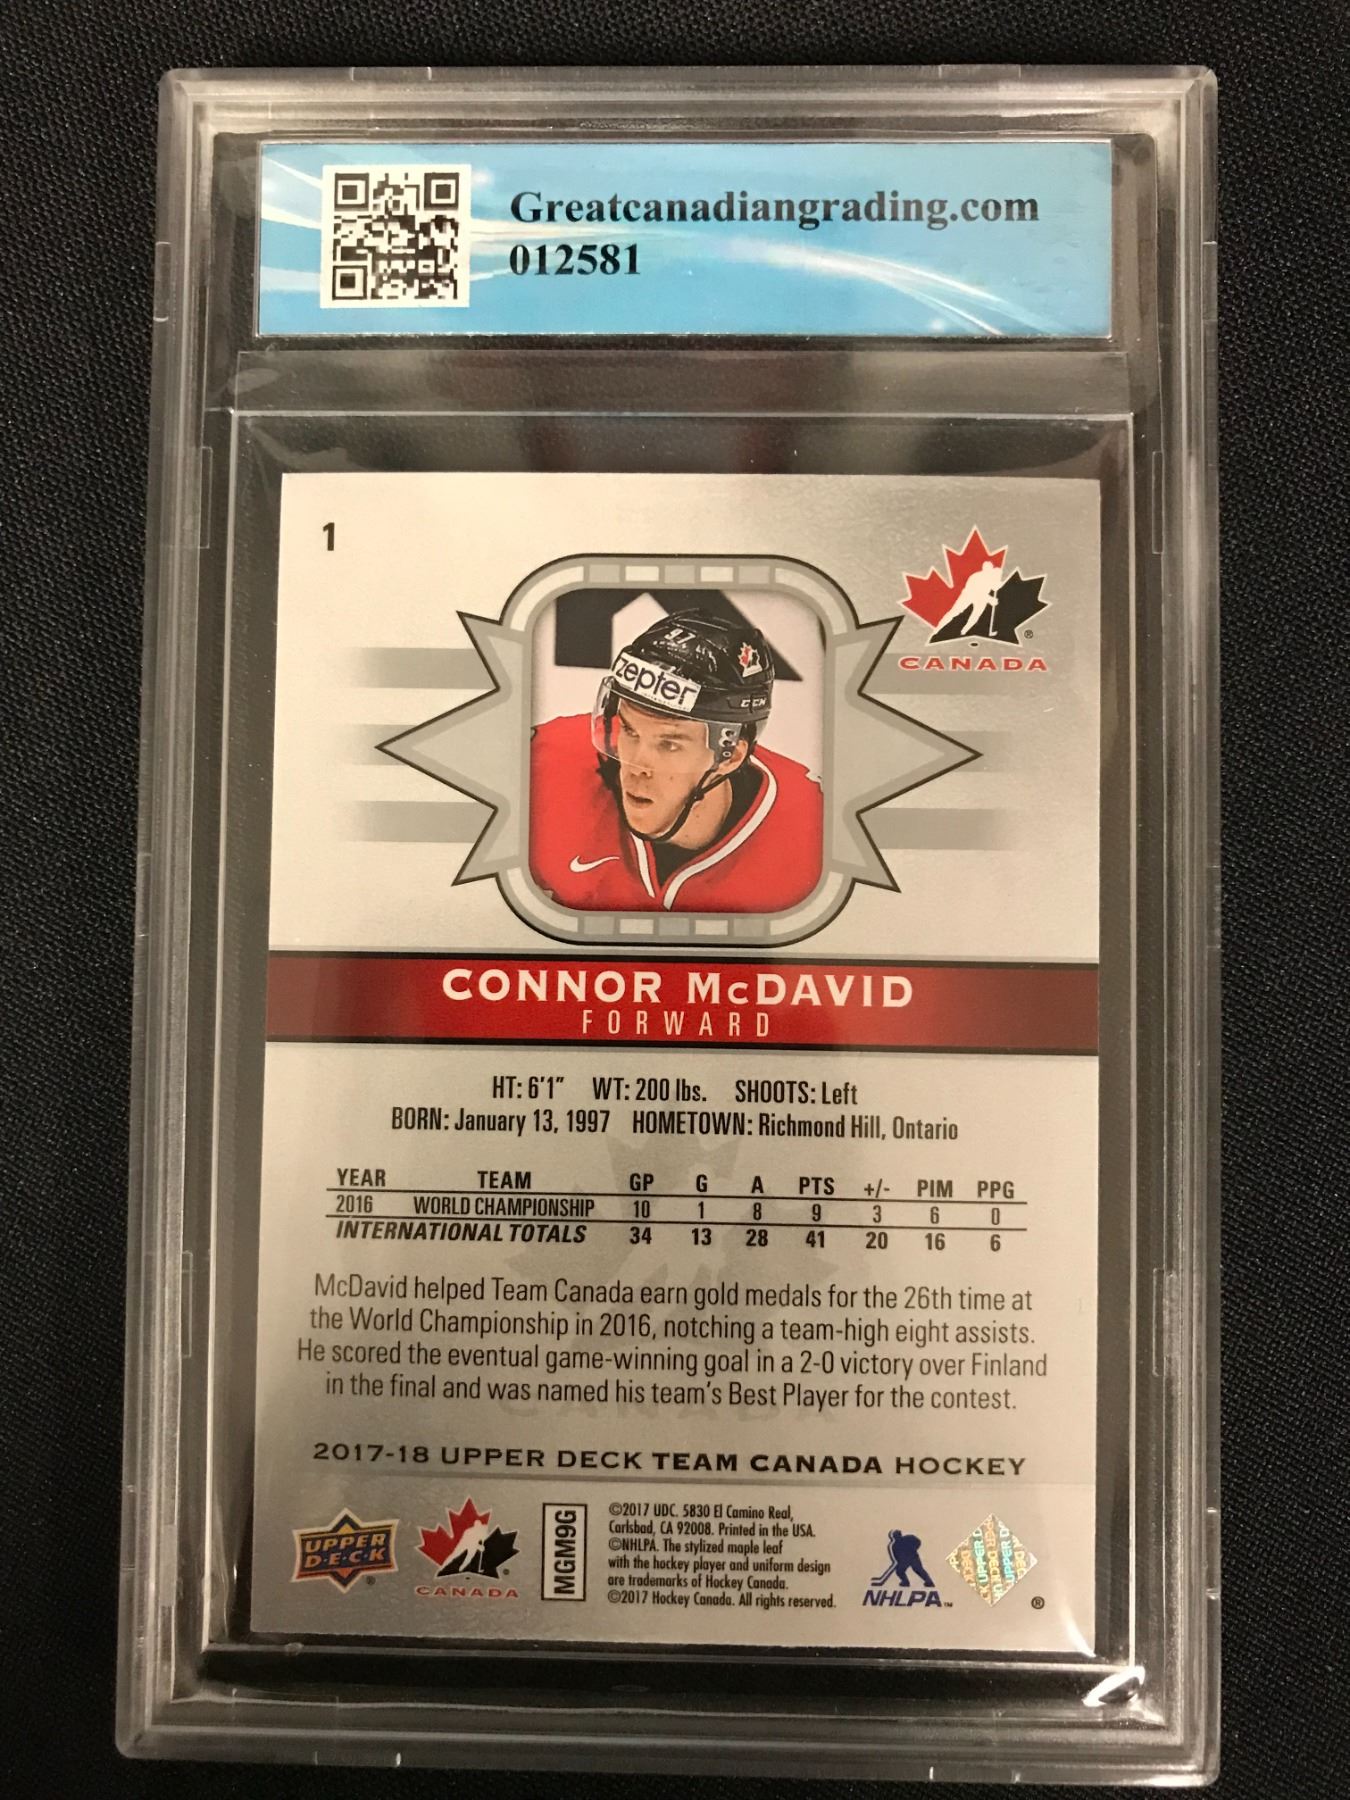 Greatcanadiangrading.com
012581
1
CANADA
97
zepter
CCM
CONNOR McDAVID
FORWARD
HT: 6'1" WT: 200 lbs. SHOOTS: Left
BORN: January 13, 1997 HOMETOWN: Richmond Hill, Ontario
YEAR TEAM GP G A PTS +/- PIM PPG
2016 WORLD CHAMPIONSHIP 10 1 8 9 3 6 0
INTERNATIONAL TOTALS 34 13 28 41 20 16 6
McDavid helped Team Canada earn gold medals for the 26th time at
the World Championship in 2016, notching a team-high eight assists.
He scored the eventual game-winning goal in a 2-0 victory over Finland
in the final and was named his team's Best Player for the contest.
2017-18 UPPER DECK TEAM CANADA HOCKEY
UPPER
D·E·C·K
®
CANADA
MGM9G
©2017 UDC. 5830 El Camino Real,
Carlsbad, CA 92008. Printed in the USA.
©NHLPA. The stylized maple leaf
with the hockey player and uniform design
are trademarks of Hockey Canada.
©2017 Hockey Canada. All rights reserved.
NHLPA™
UPPER D
®